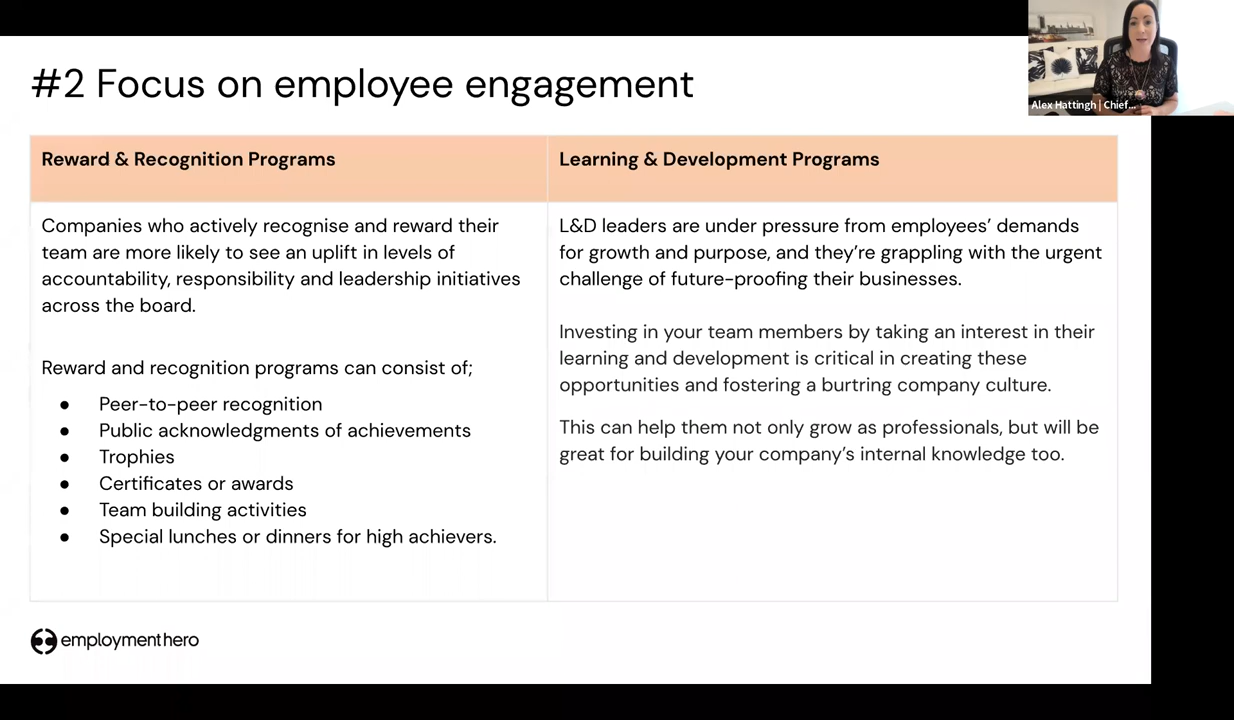 #2 Focus on employee engagement
Alex Hattingh | Chief...
Reward & Recognition Programs
Companies who actively recognise and reward their
team are more likely to see an uplift in levels of
accountability, responsibility and leadership initiatives
across the board.
Reward and recognition programs can consist of;
● Peer-to-peer recognition
● Public acknowledgments of achievements
● Trophies
● Certificates or awards
● Team building activities
● Special lunches or dinners for high achievers.
Learning & Development Programs
L&D leaders are under pressure from employees’ demands
for growth and purpose, and they’re grappling with the urgent
challenge of future-proofing their businesses.
Investing in your team members by taking an interest in their
learning and development is critical in creating these
opportunities and fostering a burtring company culture.
This can help them not only grow as professionals, but will be
great for building your company’s internal knowledge too.
employmenthero